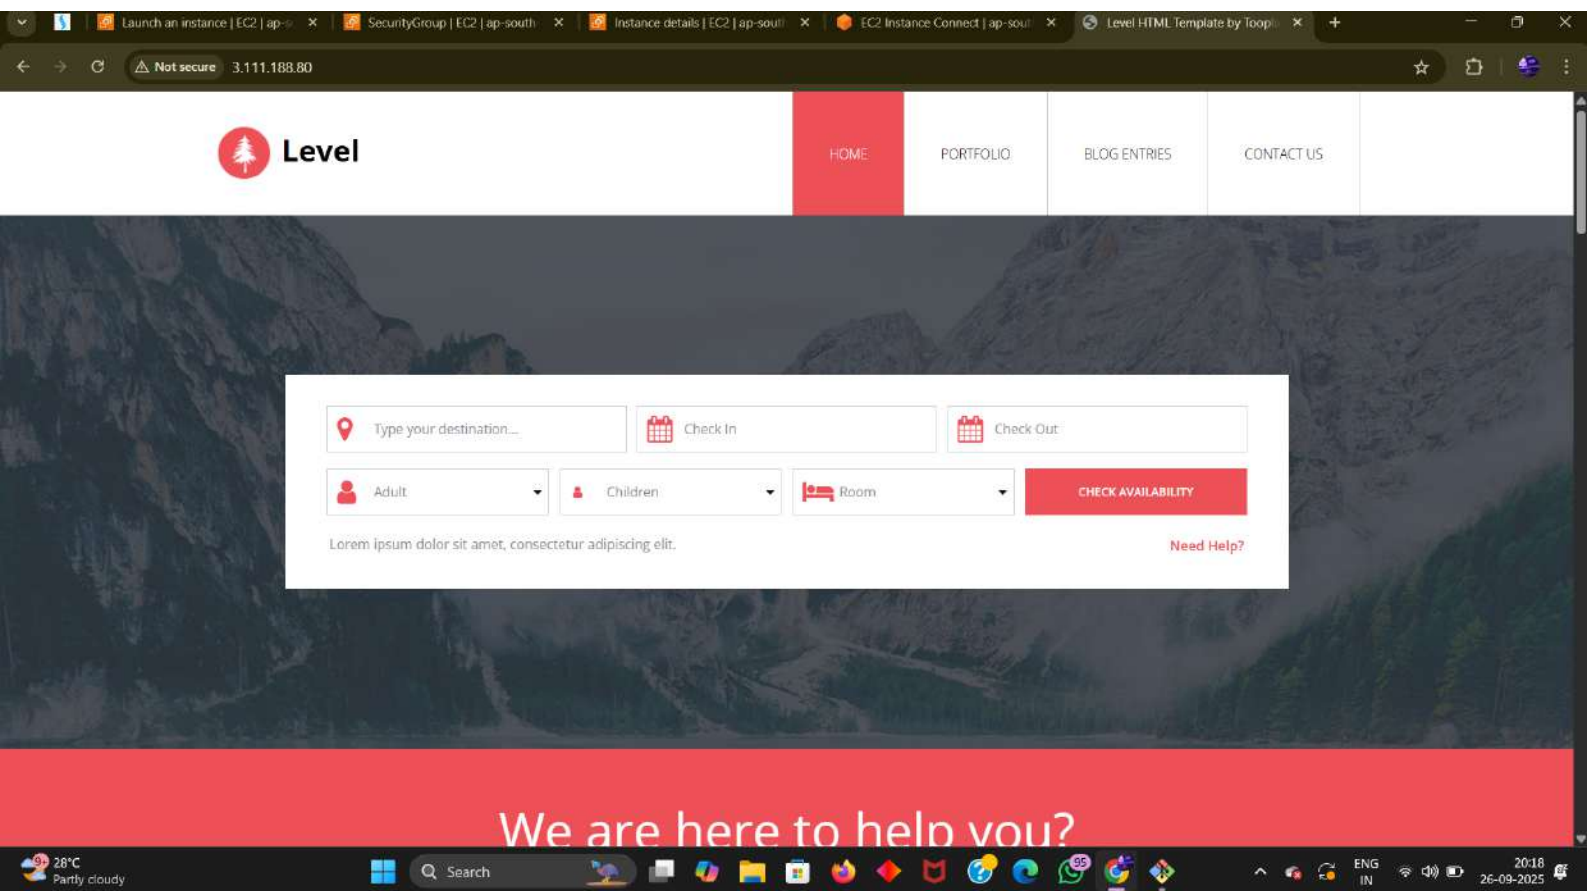 Launch an instance | EC2 | ap-s
SecurityGroup | EC2 | ap-south
Instance details | EC2 | ap-sout
EC2 Instance Connect | ap-sout
Level HTML Template by Toopl
Not secure 3.111.188.80
Level
HOME
PORTFOLIO
BLOG ENTRIES
CONTACT US
Type your destination...
Check In
Check Out
Adult
Children
Room
CHECK AVAILABILITY
Lorem ipsum dolor sit amet, consectetur adipiscing elit.
Need Help?
We are here to help you?
9+
28°C
Partly cloudy
Search
95
ENG
IN
20:18
26-09-2025